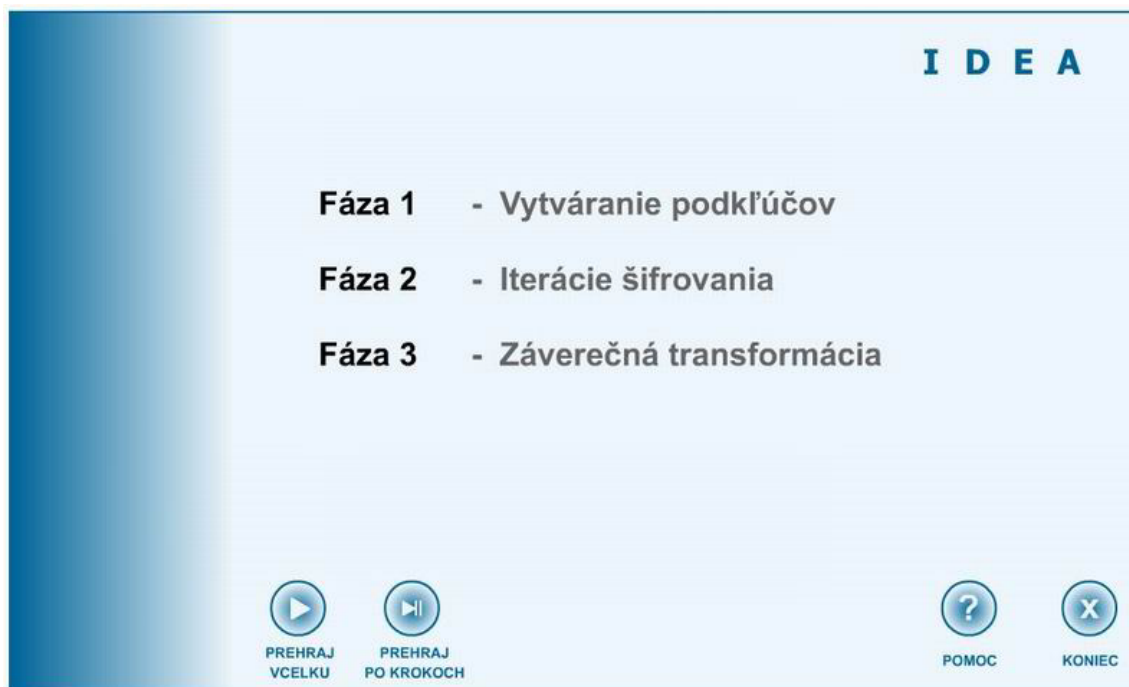 I D E A
Fáza 1 - Vytváranie podkľúčov
Fáza 2 - Iterácie šifrovania
Fáza 3 - Záverečná transformácia
PREHRAJ
VCELKU
PREHRAJ
PO KROKOCH
?
POMOC
X
KONIEC